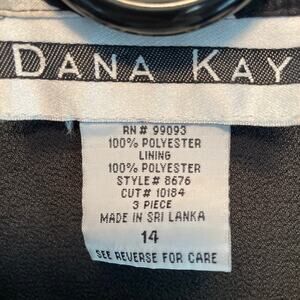 DANA KAY
RN# 99093
100% POLYESTER
LINING
100% POLYESTER
STYLE# 8676
CUT# 10184
3 PIECE
MADE IN SRI LANKA
14
SEE REVERSE FOR CARE